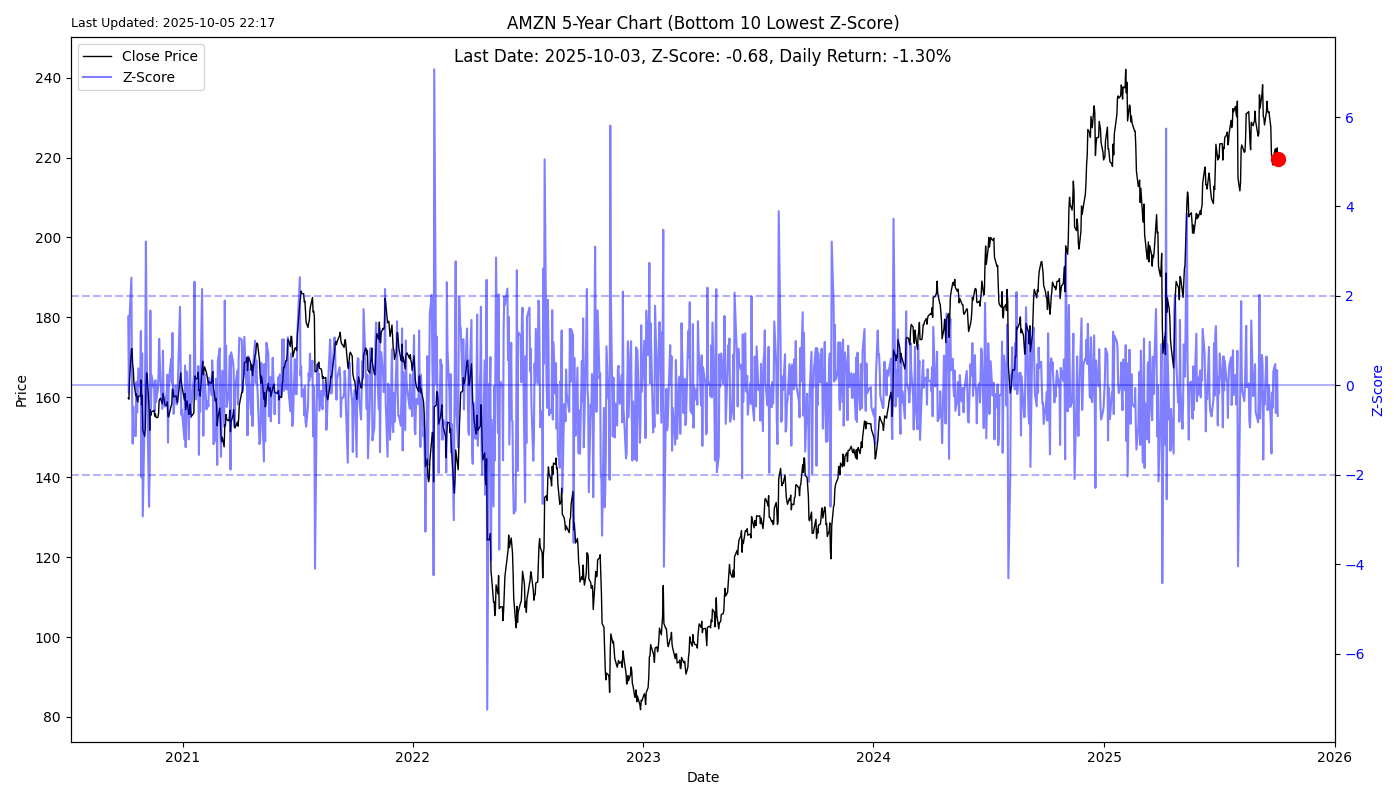 Last Updated: 2025-10-05 22:17
AMZN 5-Year Chart (Bottom 10 Lowest Z-Score)
Last Date: 2025-10-03, Z-Score: -0.68, Daily Return: -1.30%
Close Price
Z-Score
Price
240
220
200
180
160
140
120
100
80
6
4
2
0
−2
−4
−6
Z-Score
2021
2022
2023
2024
2025
2026
Date